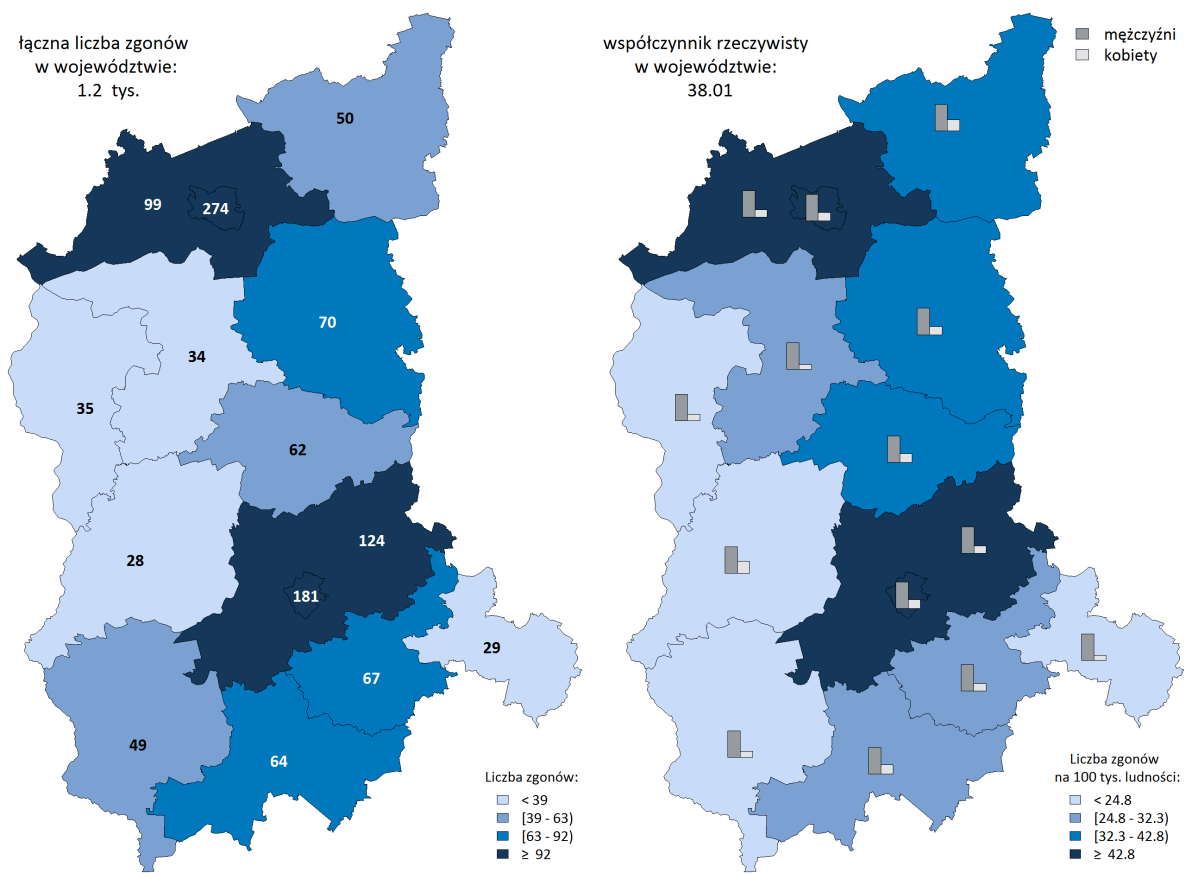 łączna liczba zgonów
w województwie:
1.2 tys.
50
99
274
70
34
35
62
124
28
181
29
67
49
64
Liczba zgonów:
< 39
[39 - 63)
[63 - 92)
≥ 92
współczynnik rzeczywisty
w województwie:
38.01
mężczyźni
kobiety
Liczba zgonów
na 100 tys. ludności:
< 24.8
[24.8 - 32.3)
[32.3 - 42.8)
≥ 42.8